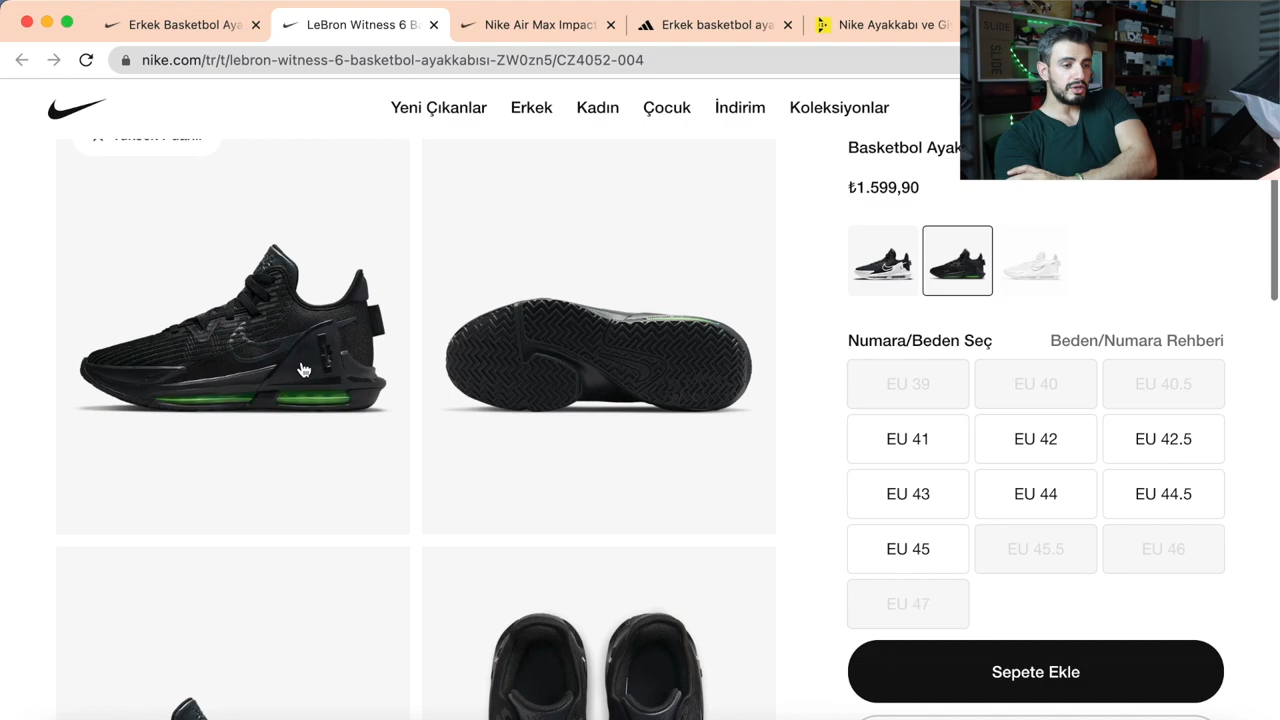 Erkek Basketbol Aya
LeBron Witness 6 B
Nike Air Max Impact
Erkek basketbol aya
Nike Ayakkabı ve Gi
nike.com/tr/t/lebron-witness-6-basketbol-ayakkabısı-ZW0zn5/CZ4052-004
Yeni Çıkanlar Erkek Kadın Çocuk İndirim Koleksiyonlar
Basketbol Ayak
₺1.599,90
Numara/Beden Seç Beden/Numara Rehberi
EU 39 EU 40 EU 40.5
EU 41 EU 42 EU 42.5
EU 43 EU 44 EU 44.5
EU 45 EU 45.5 EU 46
EU 47
Sepete Ekle
SLIDE
SLIDE